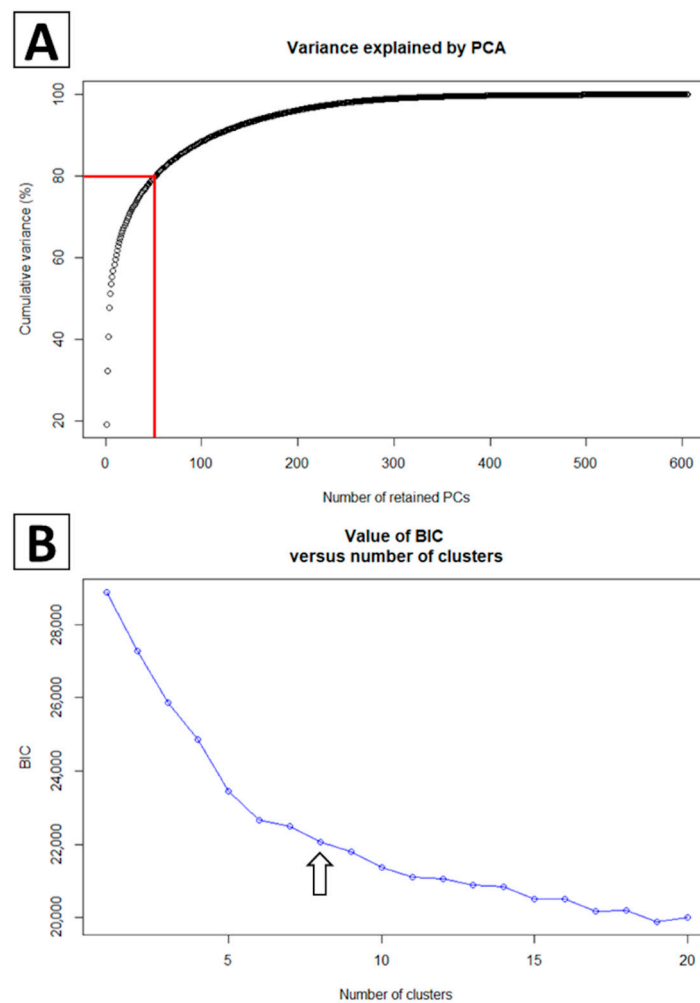 A
Variance explained by PCA
Cumulative variance (%)
100
80
60
40
20
0 100 200 300 400 500 600
Number of retained PCs
B
Value of BIC
versus number of clusters
BIC
28,000
26,000
24,000
22,000
20,000
5 10 15 20
Number of clusters